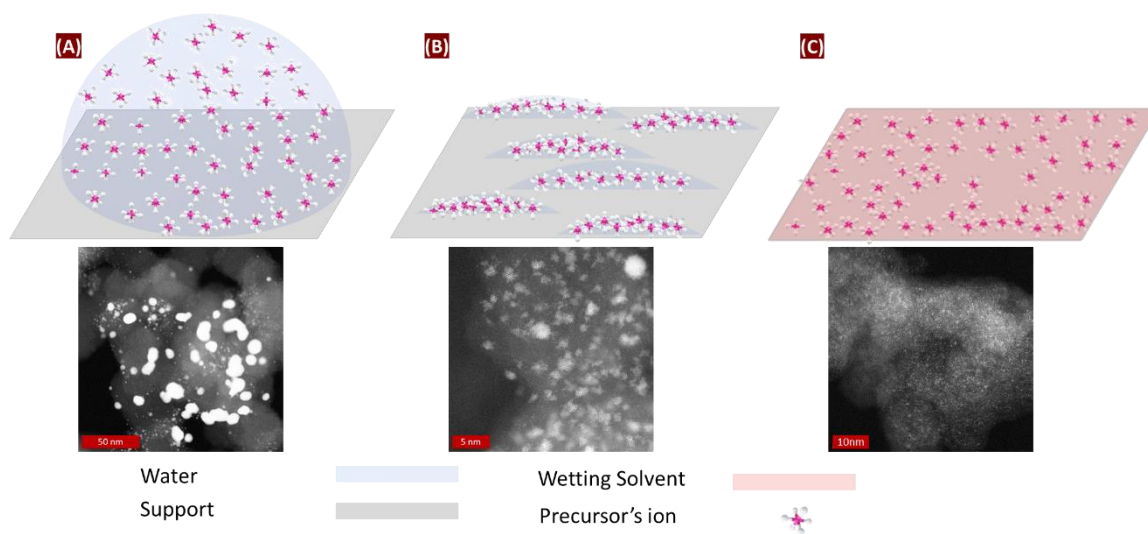 (A)
(B)
(C)
50 nm
5 nm
10nm
Water
Wetting Solvent
Support
Precursor's ion